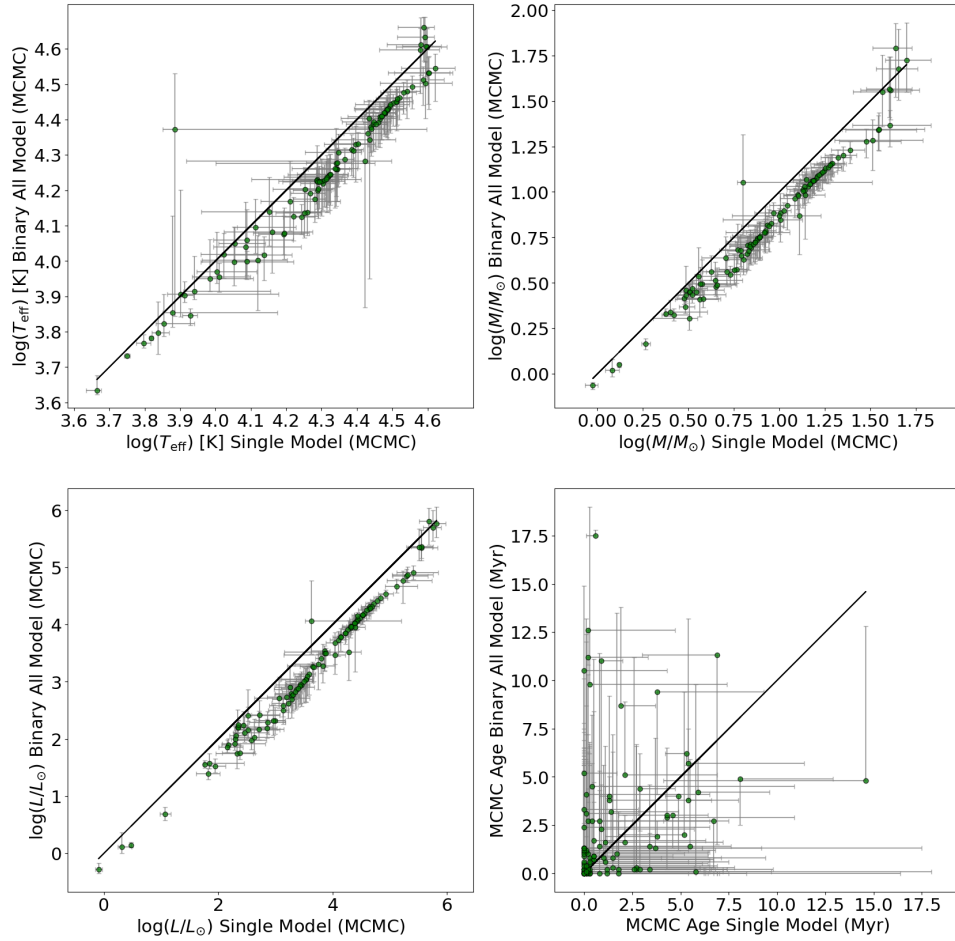 log(T_eff) [K] Binary All Model (MCMC)
4.6
4.5
4.4
4.3
4.2
4.1
4.0
3.9
3.8
3.7
3.6
3.6 3.7 3.8 3.9 4.0 4.1 4.2 4.3 4.4 4.5 4.6
log(T_eff) [K] Single Model (MCMC)
log(M/M_⊙) Binary All Model (MCMC)
2.00
1.75
1.50
1.25
1.00
0.75
0.50
0.25
0.00
0.00 0.25 0.50 0.75 1.00 1.25 1.50 1.75
log(M/M_⊙) Single Model (MCMC)
log(L/L_⊙) Binary All Model (MCMC)
6
5
4
3
2
1
0
0 2 4 6
log(L/L_⊙) Single Model (MCMC)
MCMC Age Binary All Model (Myr)
17.5
15.0
12.5
10.0
7.5
5.0
2.5
0.0
0.0 2.5 5.0 7.5 10.0 12.5 15.0 17.5
MCMC Age Single Model (Myr)